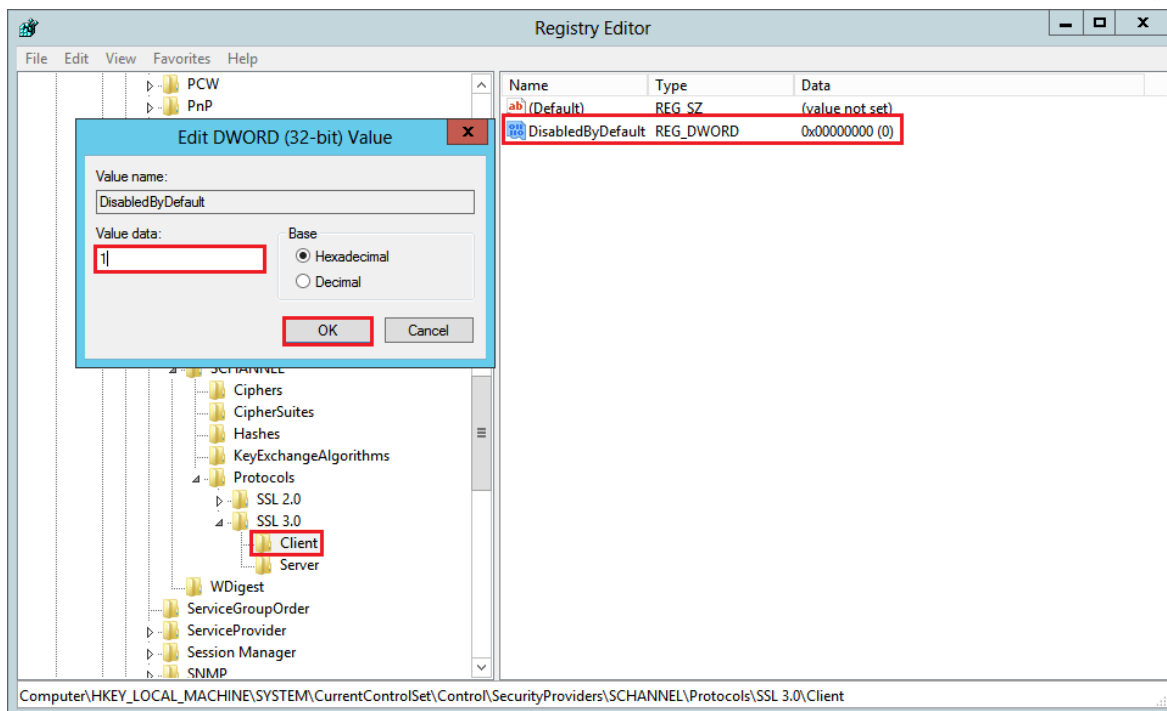 Registry Editor
File Edit View Favorites Help
PCW
PnP
Name Type Data
(Default) REG_SZ (value not set)
DisabledByDefault REG_DWORD 0x00000000 (0)
Edit DWORD (32-bit) Value
Value name:
DisabledByDefault
Value data:
1
Base
Hexadecimal
Decimal
OK Cancel
SCHANNEL
Ciphers
CipherSuites
Hashes
KeyExchangeAlgorithms
Protocols
SSL 2.0
SSL 3.0
Client
Server
WDigest
ServiceGroupOrder
ServiceProvider
Session Manager
SNMP
Computer\HKEY_LOCAL_MACHINE\SYSTEM\CurrentControlSet\Control\SecurityProviders\SCHANNEL\Protocols\SSL 3.0\Client